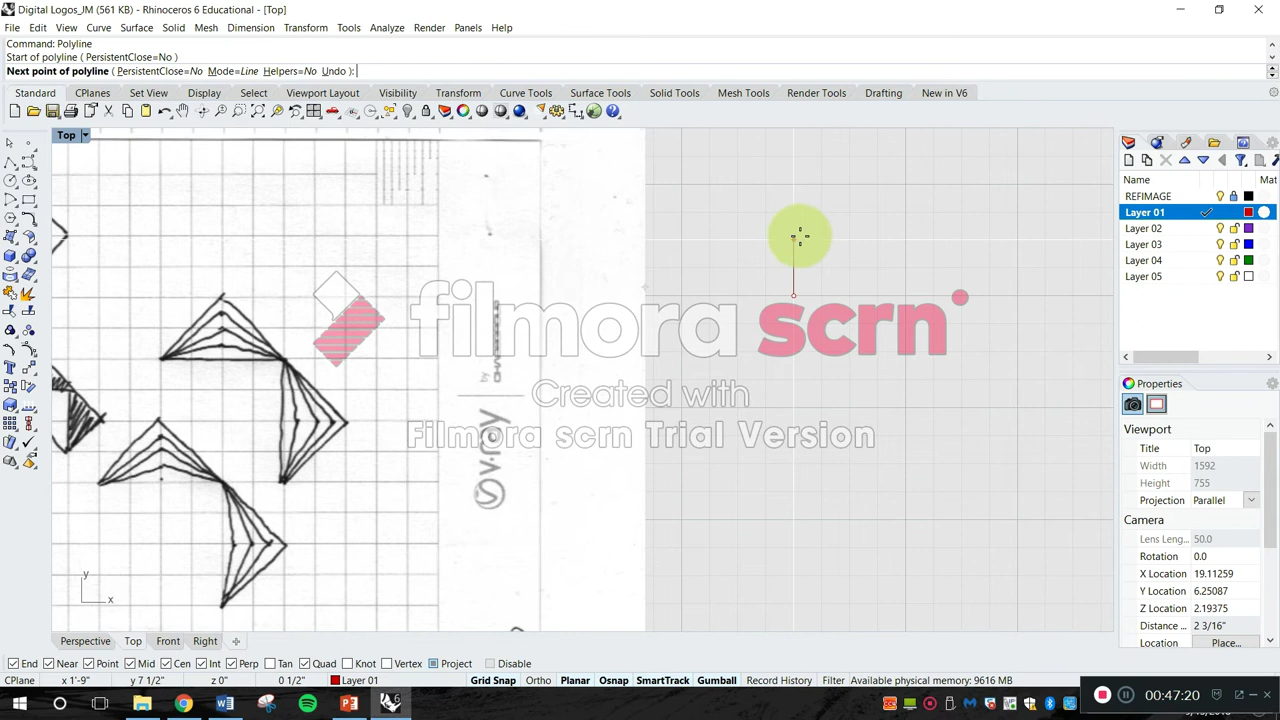 Digital Logos_JM (561 KB) - Rhinoceros 6 Educational - [Top]
File Edit View Curve Surface Solid Mesh Dimension Transform Tools Analyze Render Panels Help
Command: Polyline
Start of polyline ( PersistentClose=No )
Next point of polyline ( PersistentClose=No Mode=Line Helpers=No Undo ):
Standard CPlanes Set View Display Select Viewport Layout Visibility Transform Curve Tools Surface Tools Solid Tools Mesh Tools Render Tools Drafting New in V6
Top
Name Mat
REFIMAGE
Layer 01
Layer 02
Layer 03
Layer 04
Layer 05
filmora scrn
Created with
Filmora scrn Trial Version
v·ray by
Properties
Viewport
Title Top
Width 1592
Height 755
Projection Parallel
Camera
Lens Leng... 50.0
Rotation 0.0
X Location 19.11259
Y Location 6.25087
Z Location 2.19375
Distance ... 2 3/16"
Location Place...
y
x
Perspective Top Front Right
End Near Point Mid Cen Int Perp Tan Quad Knot Vertex Project Disable
CPlane x 1'-9" y 7 1/2" z 0" 0 1/2" Layer 01 Grid Snap Ortho Planar Osnap SmartTrack Gumball Record History Filter Available physical memory: 9616 MB
00:47:20